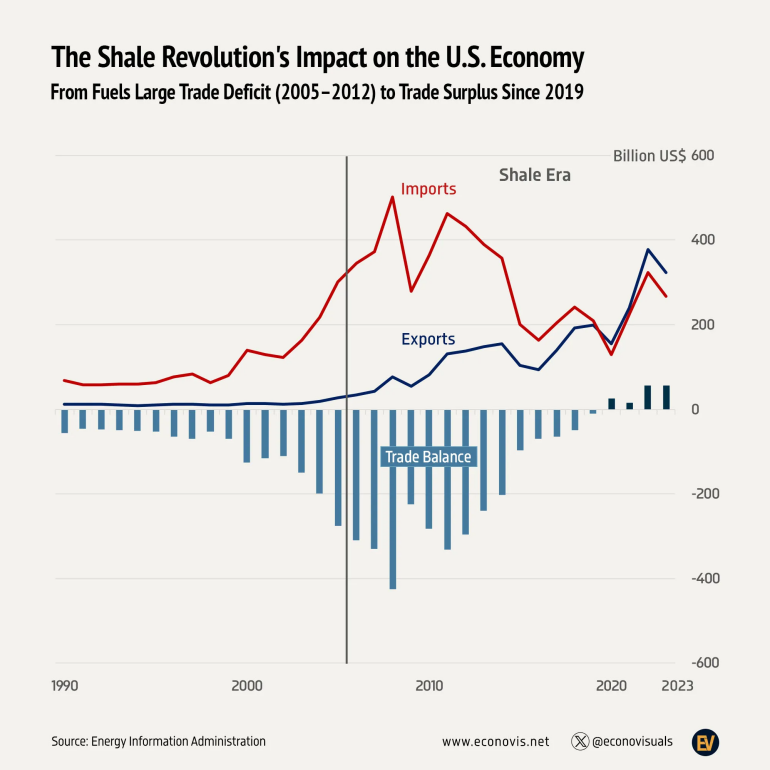 The Shale Revolution's Impact on the U.S. Economy
From Fuels Large Trade Deficit (2005–2012) to Trade Surplus Since 2019
Billion US$ 600
Shale Era
Imports
400
200
Exports
0
Trade Balance
-200
-400
-600
1990 2000 2010 2020 2023
Source: Energy Information Administration www.econovis.net X @econovisuals EV